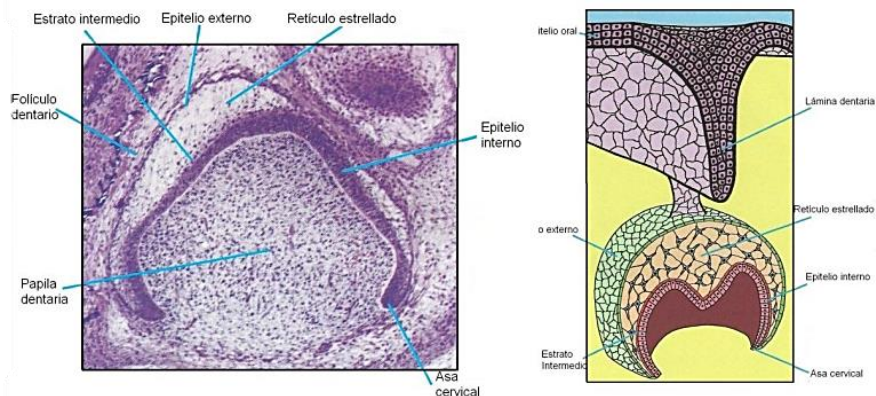 Estrato intermedio
Epitelio externo
Retículo estrellado
Folículo
dentario
Epitelio
interno
Papila
dentaria
Asa
cervical
itelio oral
Lámina dentaria
Retículo estrellado
o externo
Epitelio interno
Estrato
Intermedio
Asa cervical